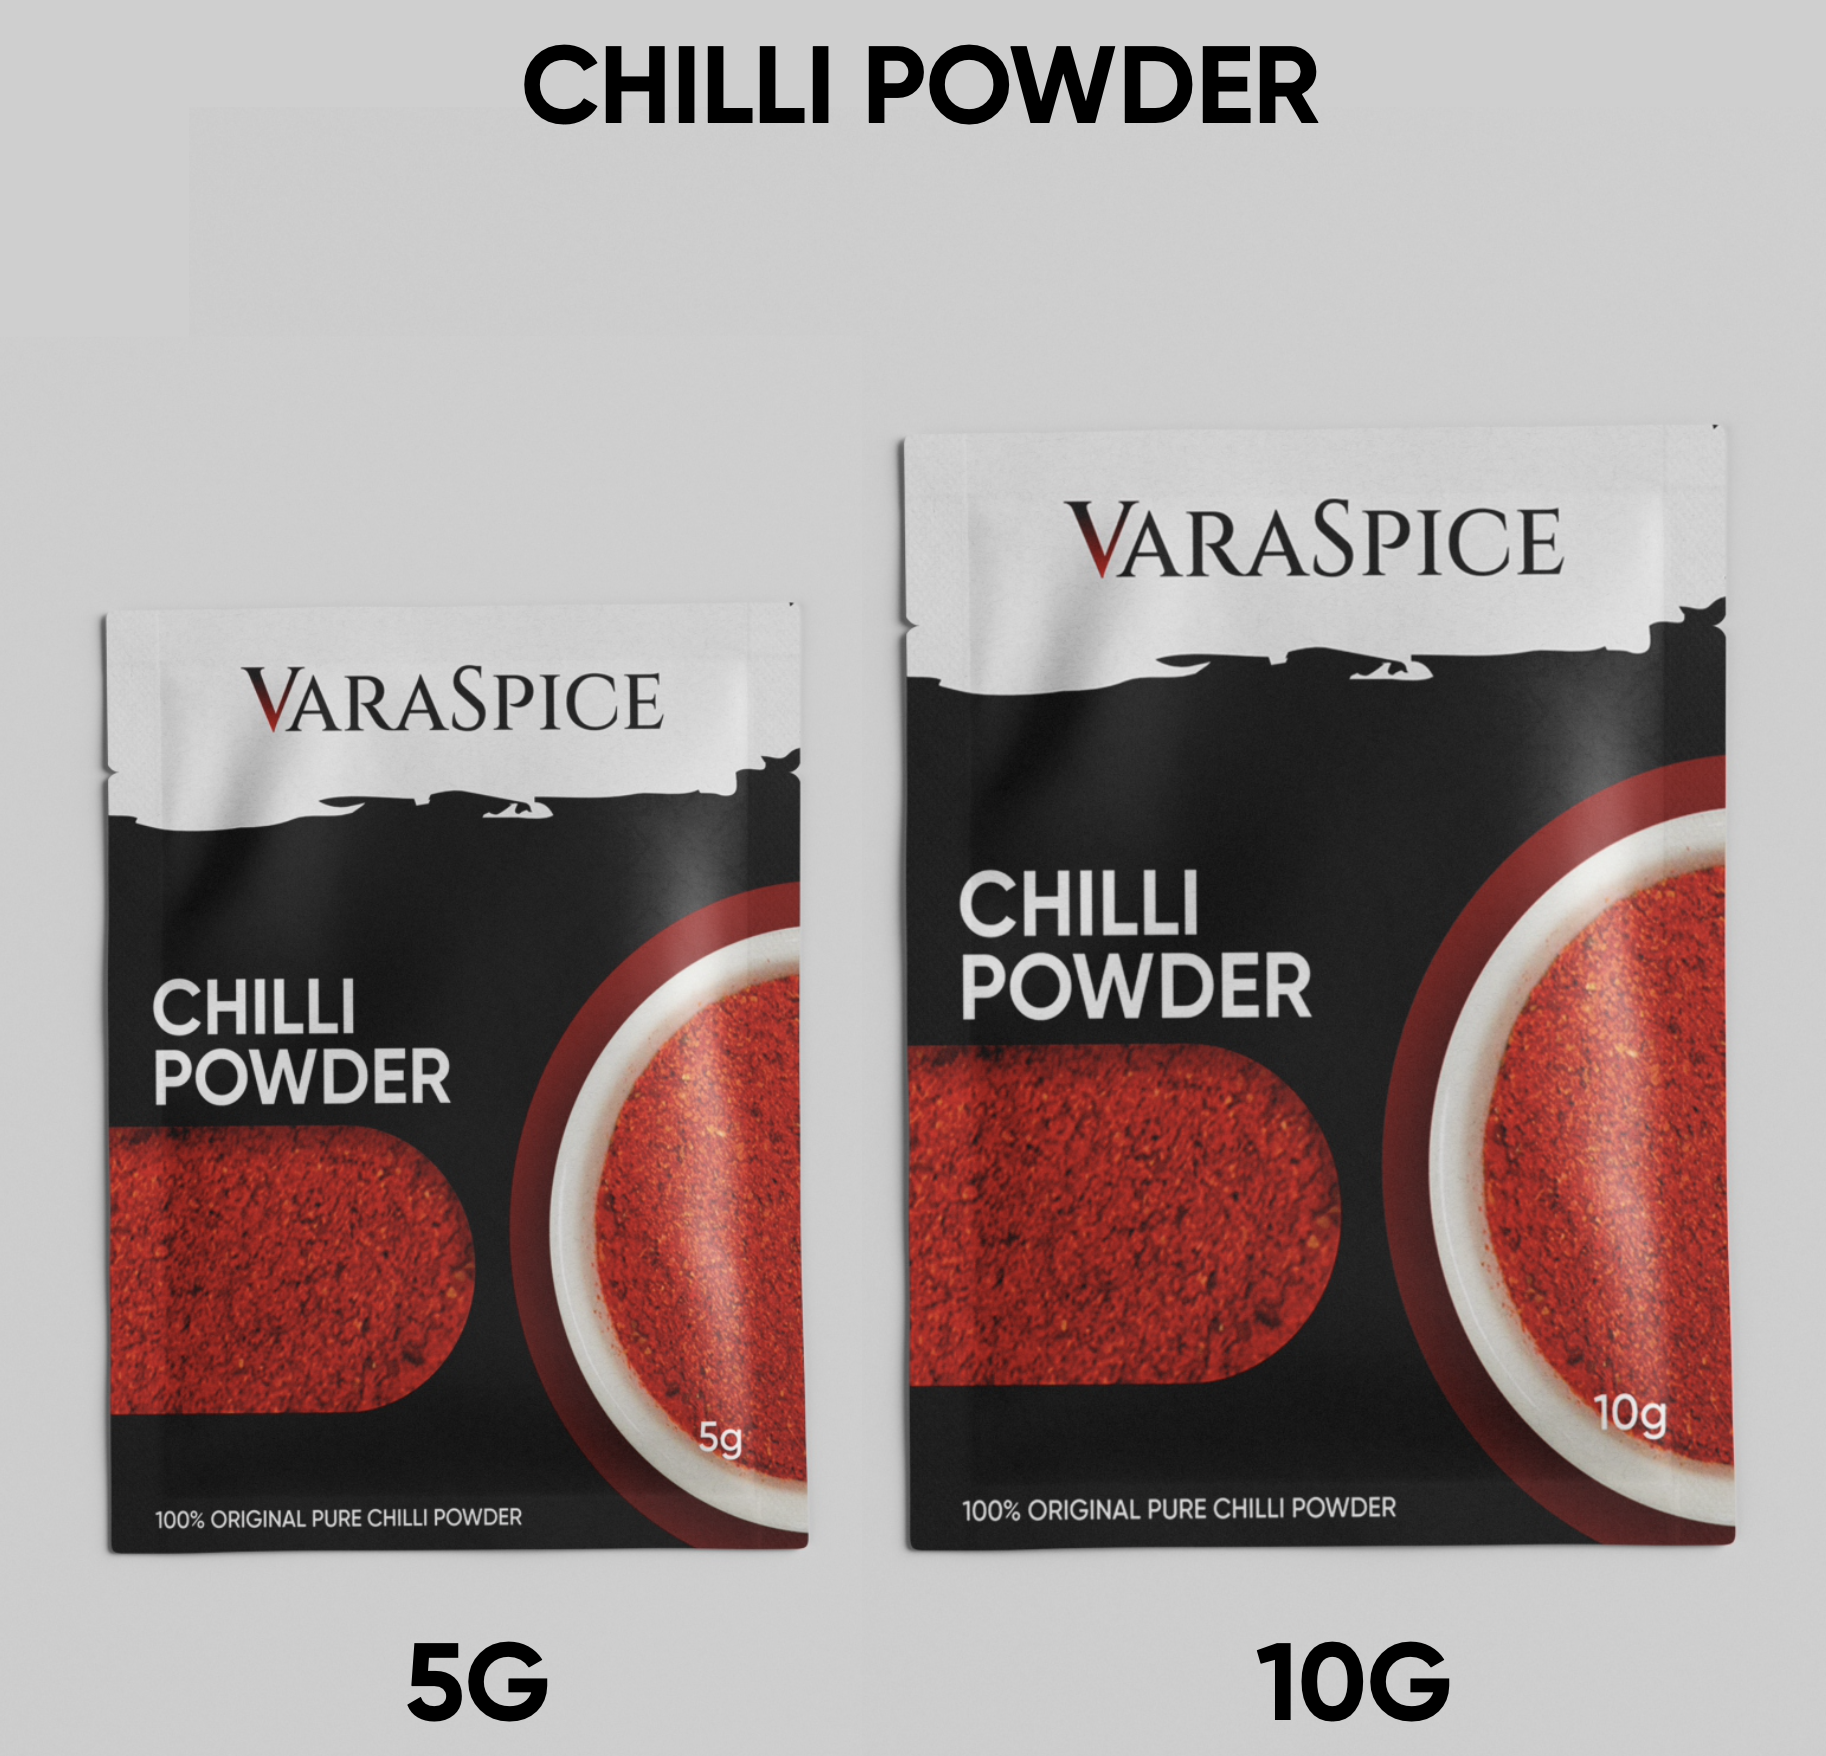 CHILLI POWDER
VARASPICE
CHILLI
POWDER
5g
100% ORIGINAL PURE CHILLI POWDER
VARASPICE
CHILLI
POWDER
10g
100% ORIGINAL PURE CHILLI POWDER
5G
10G